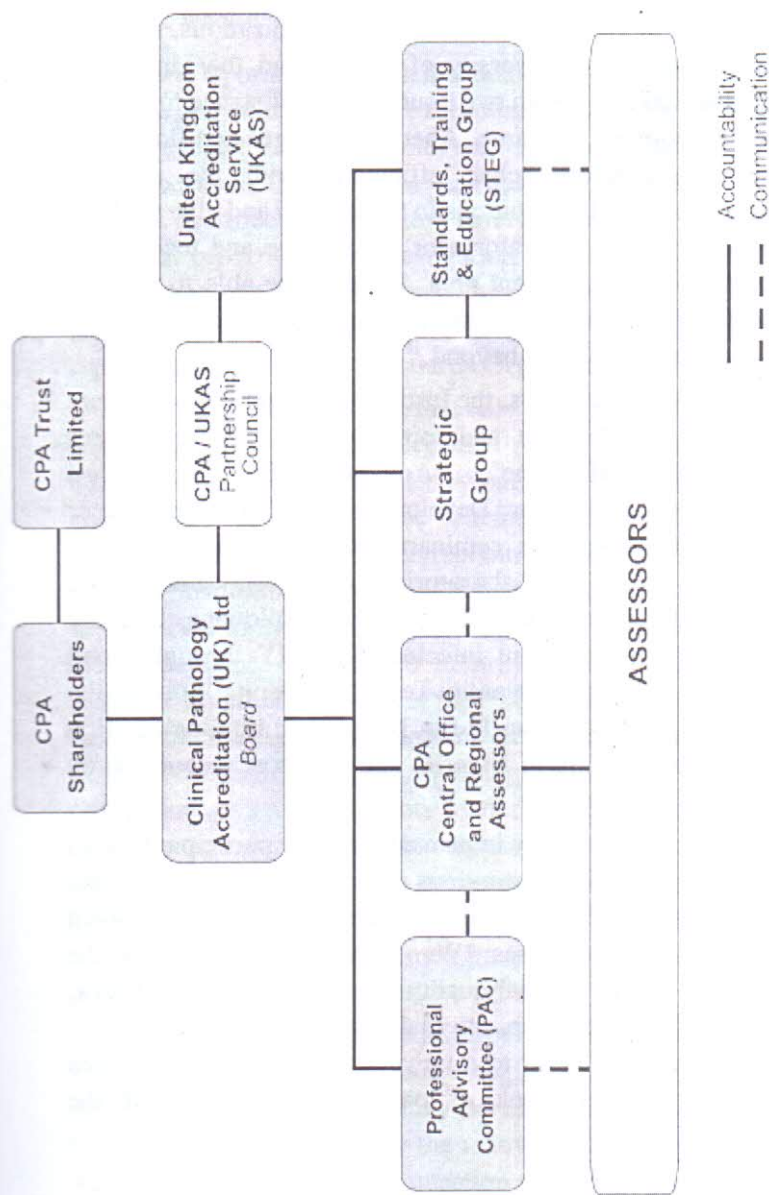 CPA
Shareholders
CPA Trust
Limited
Clinical Pathology
Accreditation (UK) Ltd
Board
CPA / UKAS
Partnership
Council
United Kingdom
Accreditation
Service
(UKAS)
Professional
Advisory
Committee (PAC)
CPA
Central Office
and Regional
Assessors
Strategic
Group
Standards, Training
& Education Group
(STEG)
ASSESSORS
Accountability
Communication